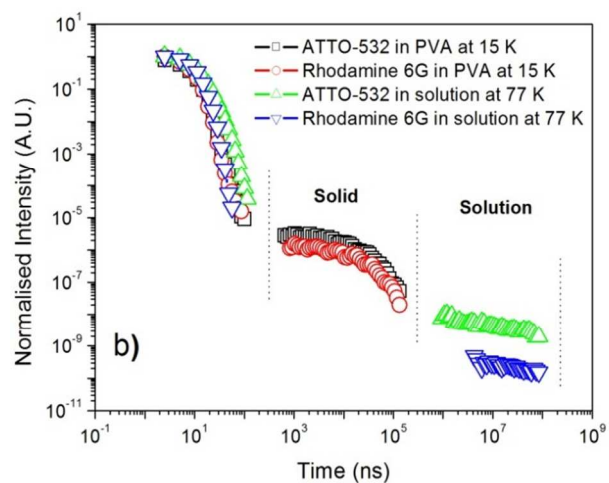 ATTO-532 in PVA at 15 K
Rhodamine 6G in PVA at 15 K
ATTO-532 in solution at 77 K
Rhodamine 6G in solution at 77 K
Solid
Solution
b)
Normalised Intensity (A.U.)
10¹
10⁻¹
10⁻³
10⁻⁵
10⁻⁷
10⁻⁹
10⁻¹¹
10⁻¹ 10¹ 10³ 10⁵ 10⁷ 10⁹
Time (ns)